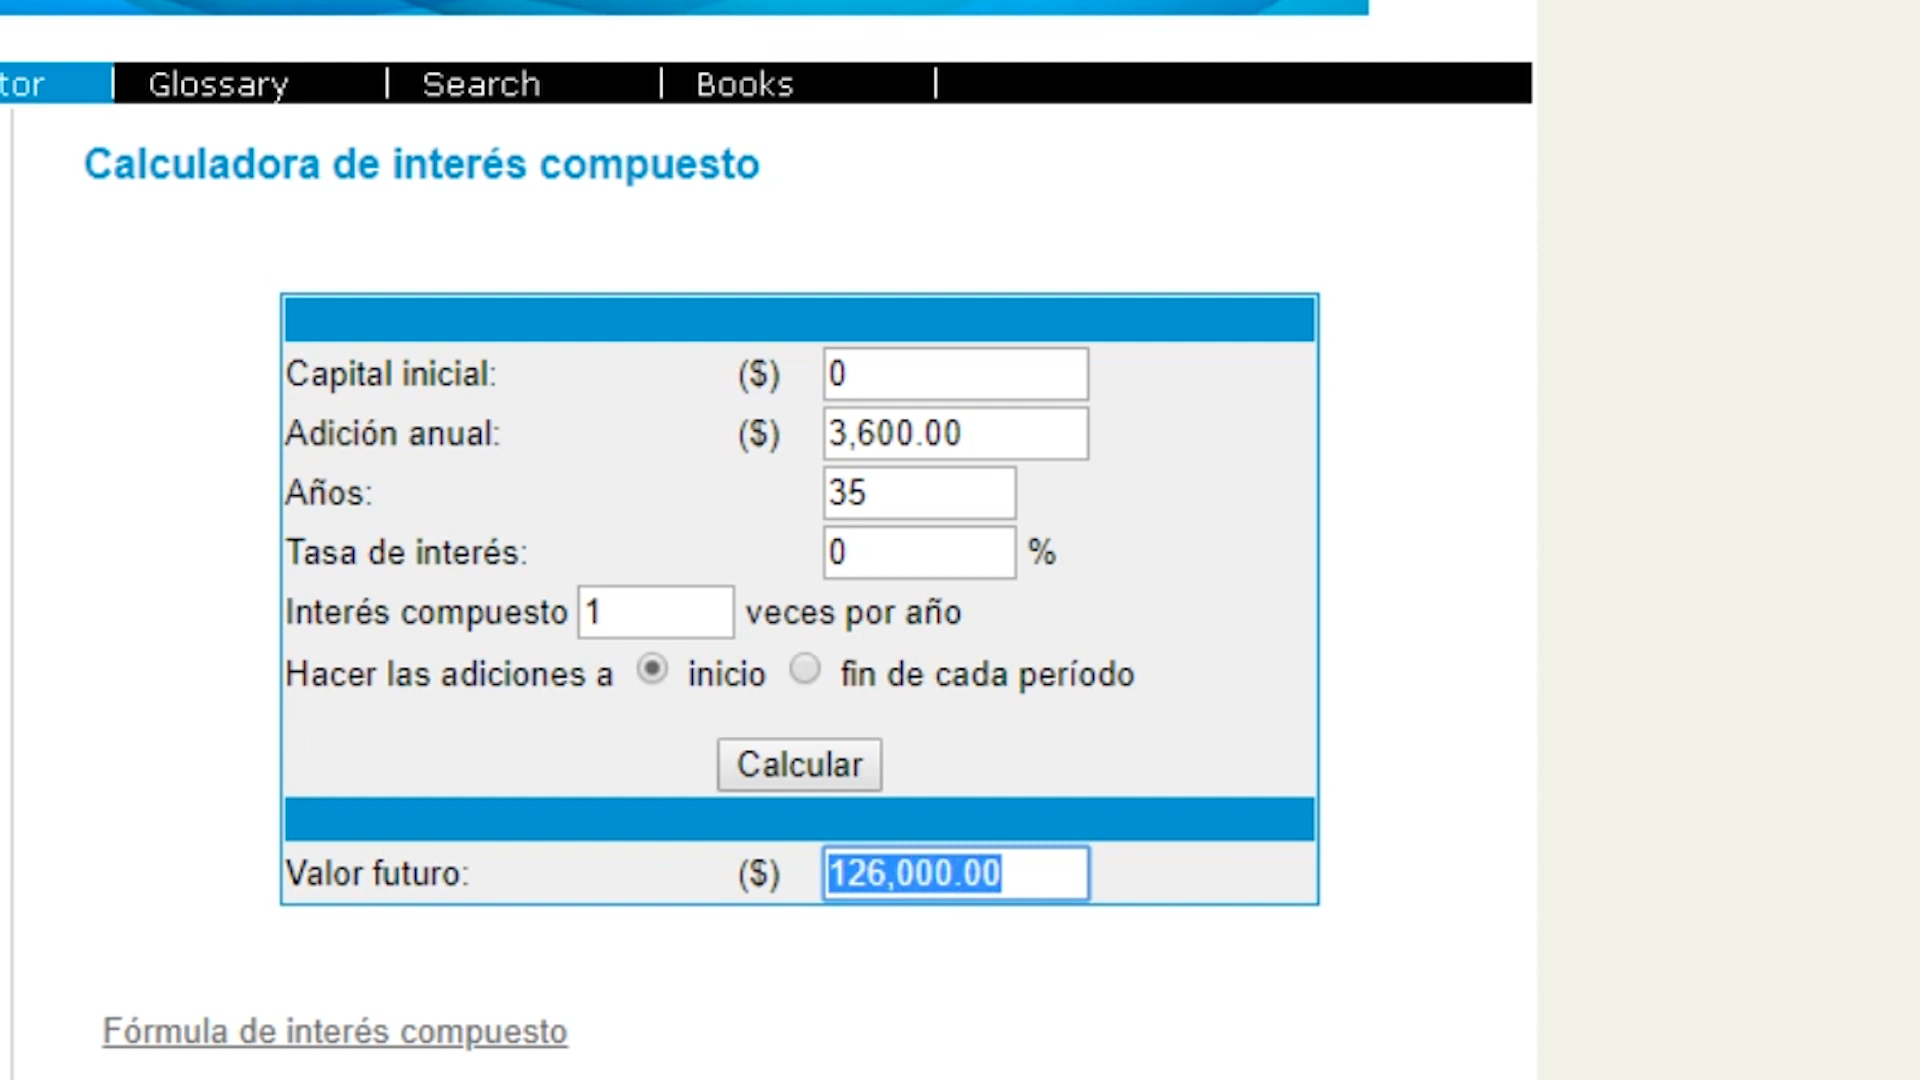 tor | Glossary | Search | Books |
Calculadora de interés compuesto
Capital inicial: ($) 0
Adición anual: ($) 3,600.00
Años: 35
Tasa de interés: 0 %
Interés compuesto 1 veces por año
Hacer las adiciones a inicio fin de cada período
Calcular
Valor futuro: ($) 126,000.00
Fórmula de interés compuesto